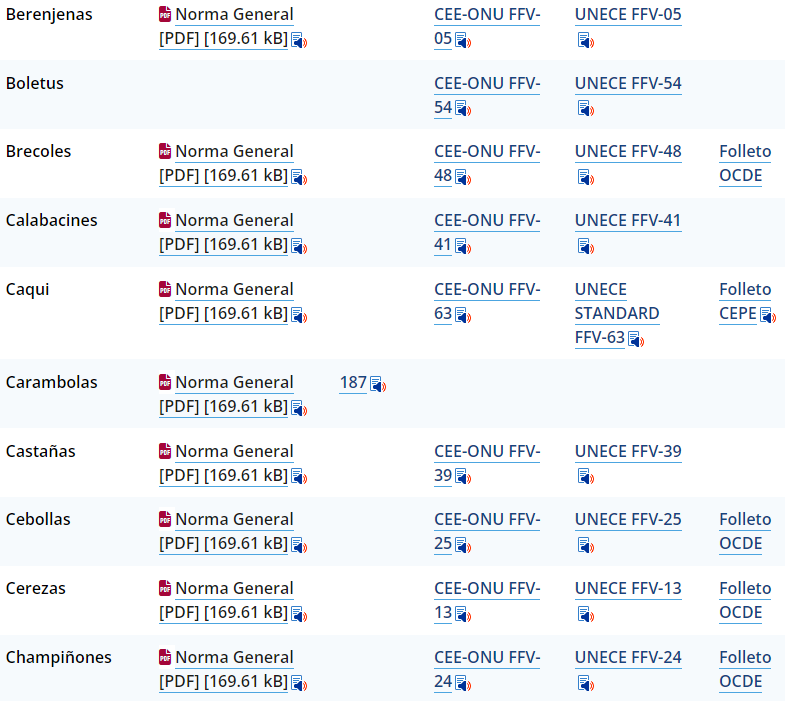 Berenjenas Norma General CEE-ONU FFV- UNECE FFV-05
[PDF] [169.61 kB] 05
Boletus CEE-ONU FFV- UNECE FFV-54
54
Brecoles Norma General CEE-ONU FFV- UNECE FFV-48 Folleto
[PDF] [169.61 kB] 48 OCDE
Calabacines Norma General CEE-ONU FFV- UNECE FFV-41
[PDF] [169.61 kB] 41
Caqui Norma General CEE-ONU FFV- UNECE Folleto
[PDF] [169.61 kB] 63 STANDARD CEPE
FFV-63
Carambolas Norma General 187
[PDF] [169.61 kB]
Castañas Norma General CEE-ONU FFV- UNECE FFV-39
[PDF] [169.61 kB] 39
Cebollas Norma General CEE-ONU FFV- UNECE FFV-25 Folleto
[PDF] [169.61 kB] 25 OCDE
Cerezas Norma General CEE-ONU FFV- UNECE FFV-13 Folleto
[PDF] [169.61 kB] 13 OCDE
Champiñones Norma General CEE-ONU FFV- UNECE FFV-24 Folleto
[PDF] [169.61 kB] 24 OCDE